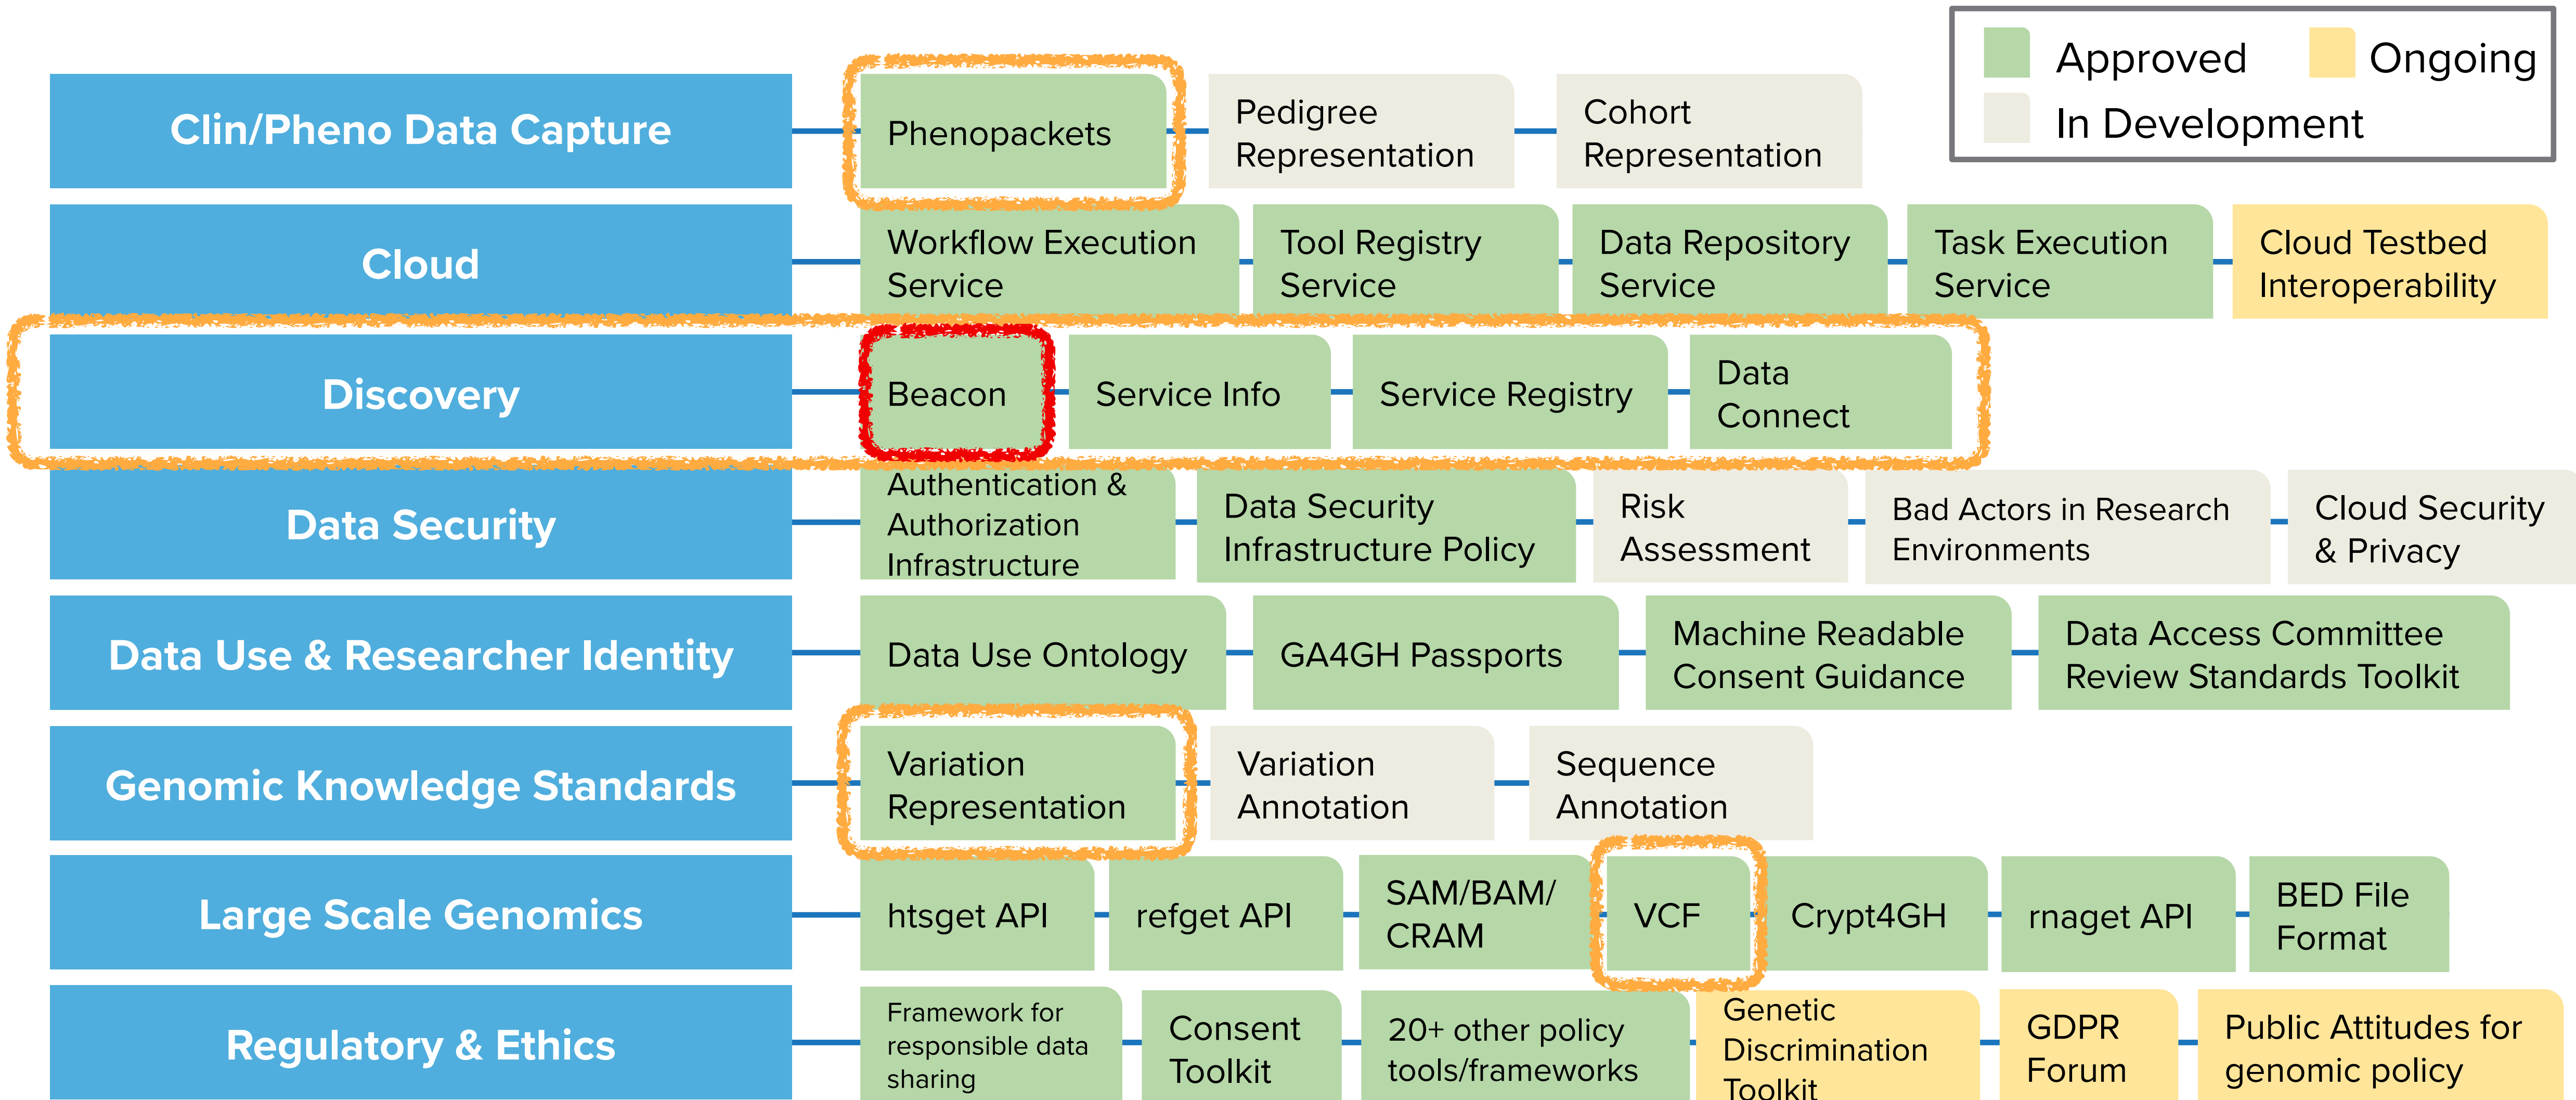 Approved
Ongoing
In Development
Clin/Pheno Data Capture
Phenopackets
Pedigree
Representation
Cohort
Representation
Cloud
Workflow Execution
Service
Tool Registry
Service
Data Repository
Service
Task Execution
Service
Cloud Testbed
Interoperability
Discovery
Beacon
Service Info
Service Registry
Data
Connect
Data Security
Authentication &
Authorization
Infrastructure
Data Security
Infrastructure Policy
Risk
Assessment
Bad Actors in Research
Environments
Cloud Security
& Privacy
Data Use & Researcher Identity
Data Use Ontology
GA4GH Passports
Machine Readable
Consent Guidance
Data Access Committee
Review Standards Toolkit
Genomic Knowledge Standards
Variation
Representation
Variation
Annotation
Sequence
Annotation
Large Scale Genomics
htsget API
refget API
SAM/BAM/
CRAM
VCF
Crypt4GH
rnaget API
BED File
Format
Regulatory & Ethics
Framework for
responsible data
sharing
Consent
Toolkit
20+ other policy
tools/frameworks
Genetic
Discrimination
Toolkit
GDPR
Forum
Public Attitudes for
genomic policy